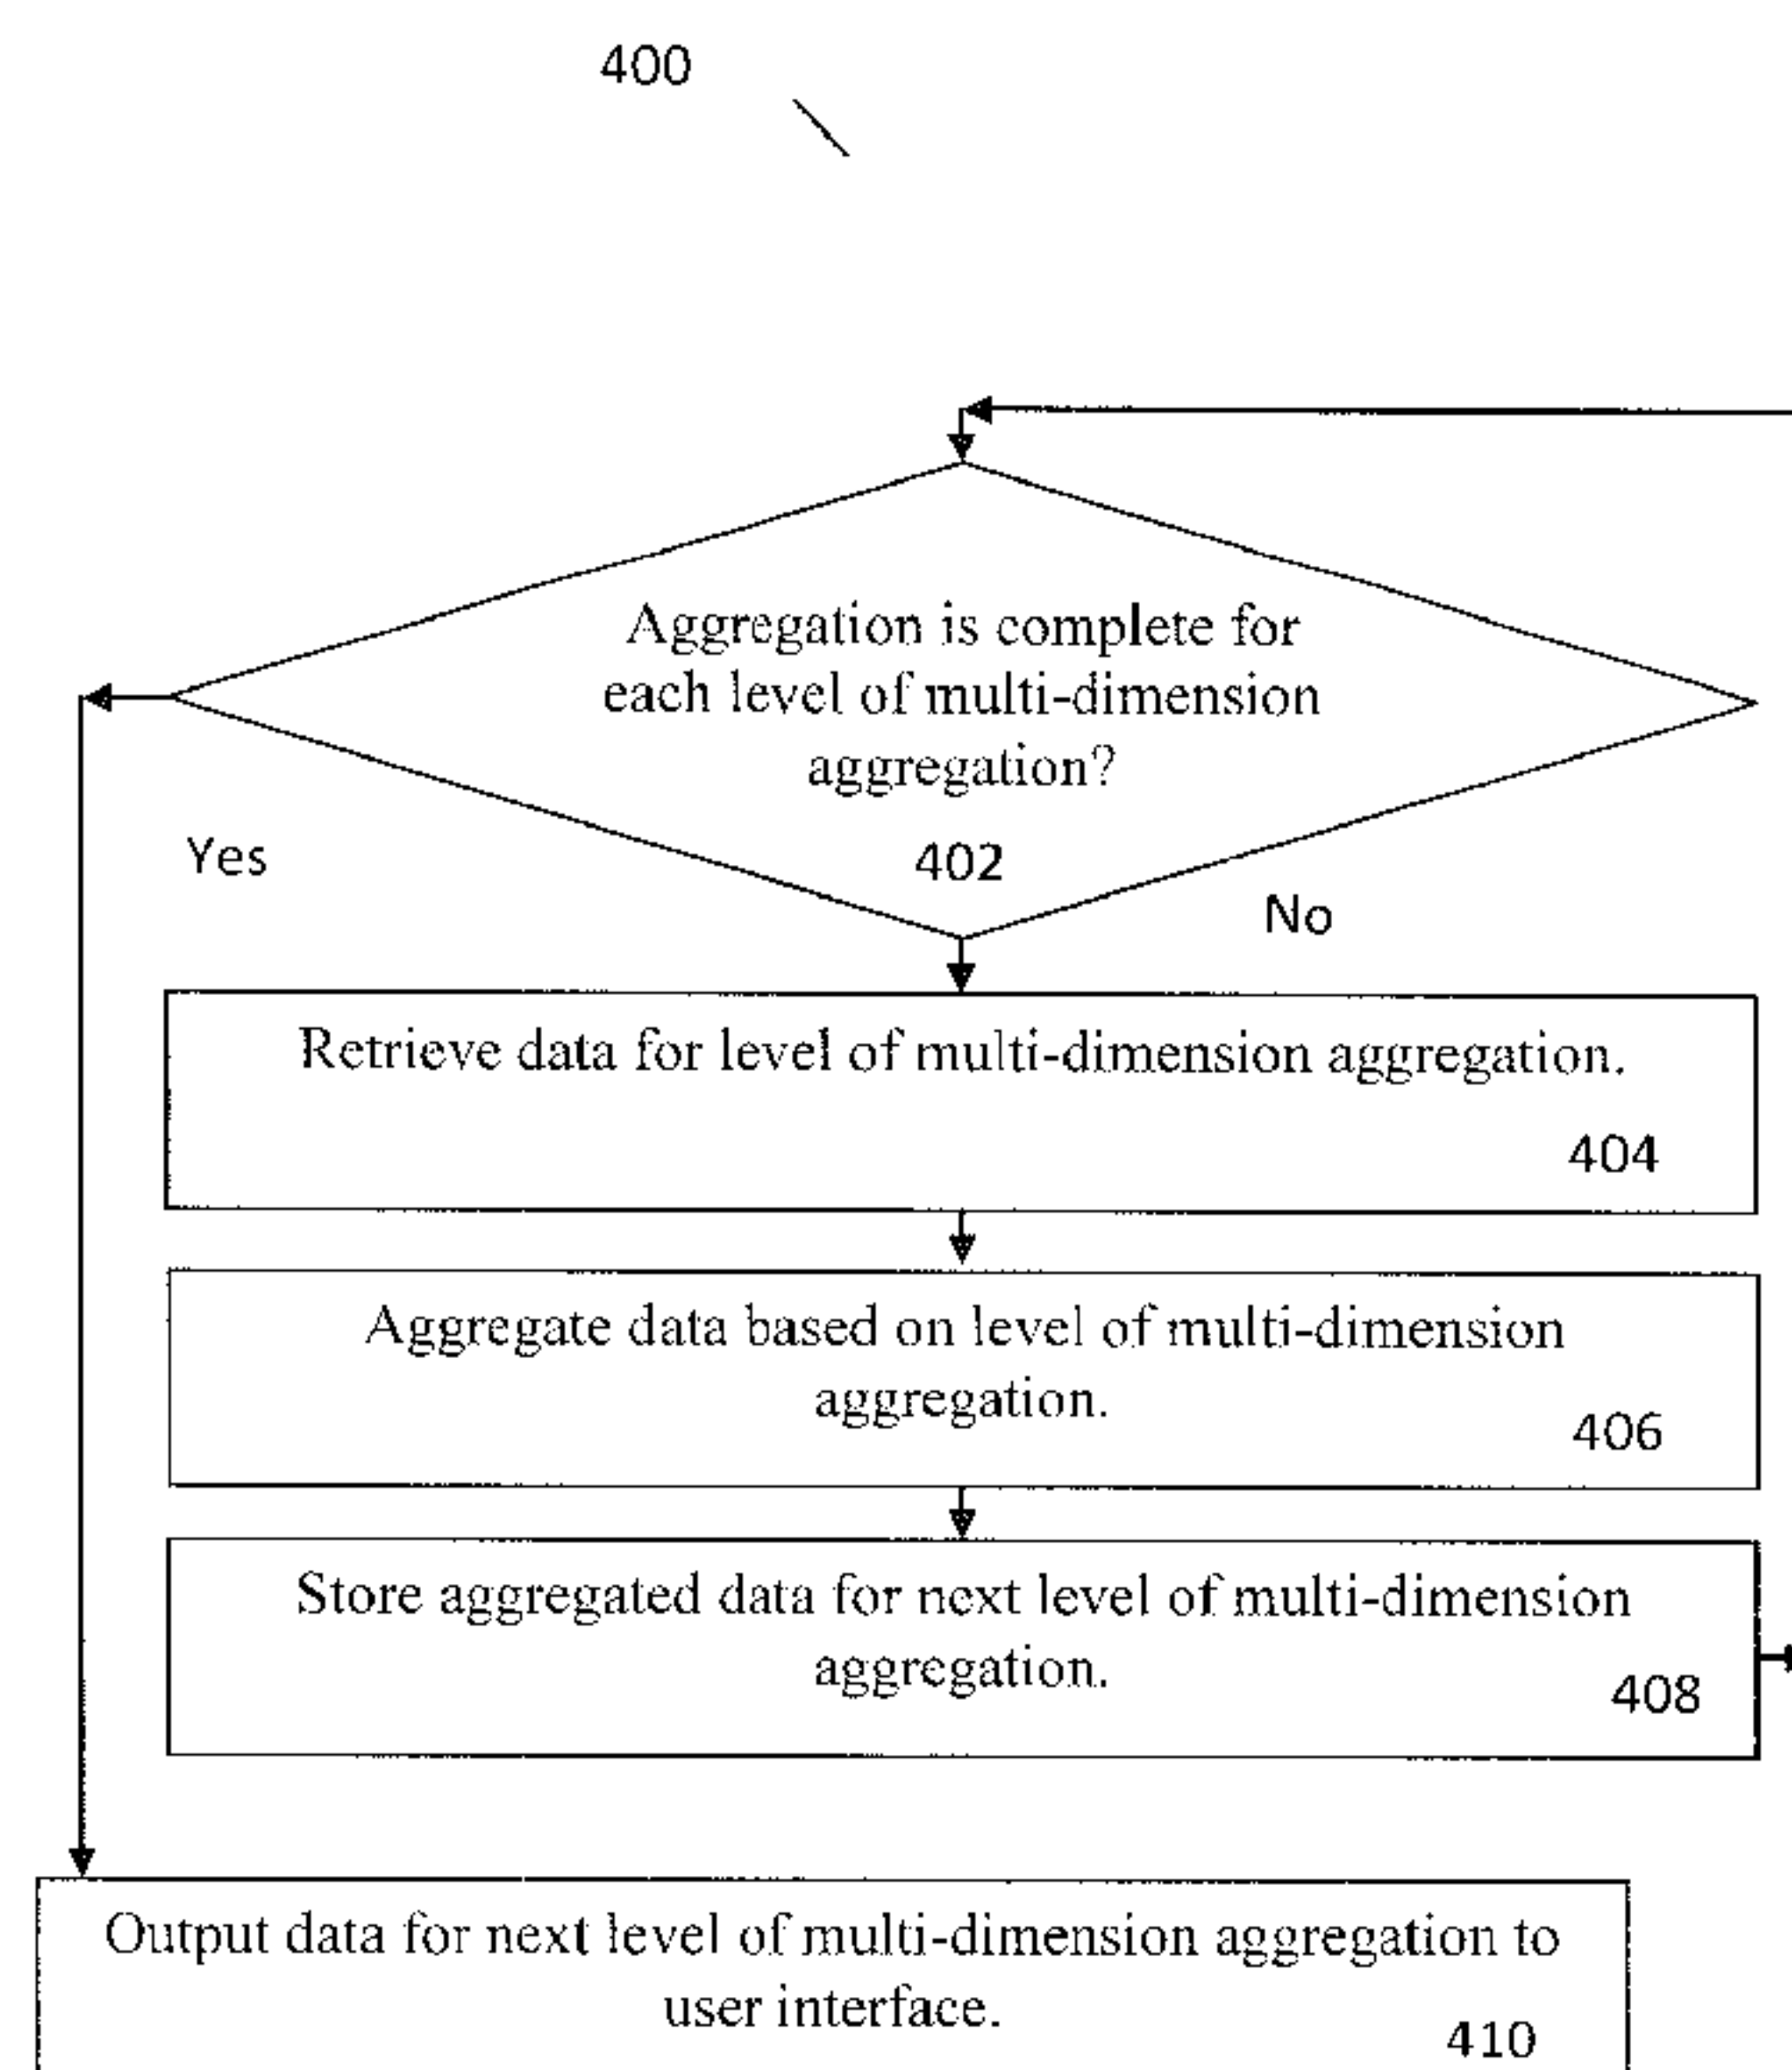 400
Aggregation is complete for
each level of multi-dimension
aggregation?
402
Yes
No
Retrieve data for level of multi-dimension aggregation.
404
Aggregate data based on level of multi-dimension
aggregation.
406
Store aggregated data for next level of multi-dimension
aggregation.
408
Output data for next level of multi-dimension aggregation to
user interface.
410